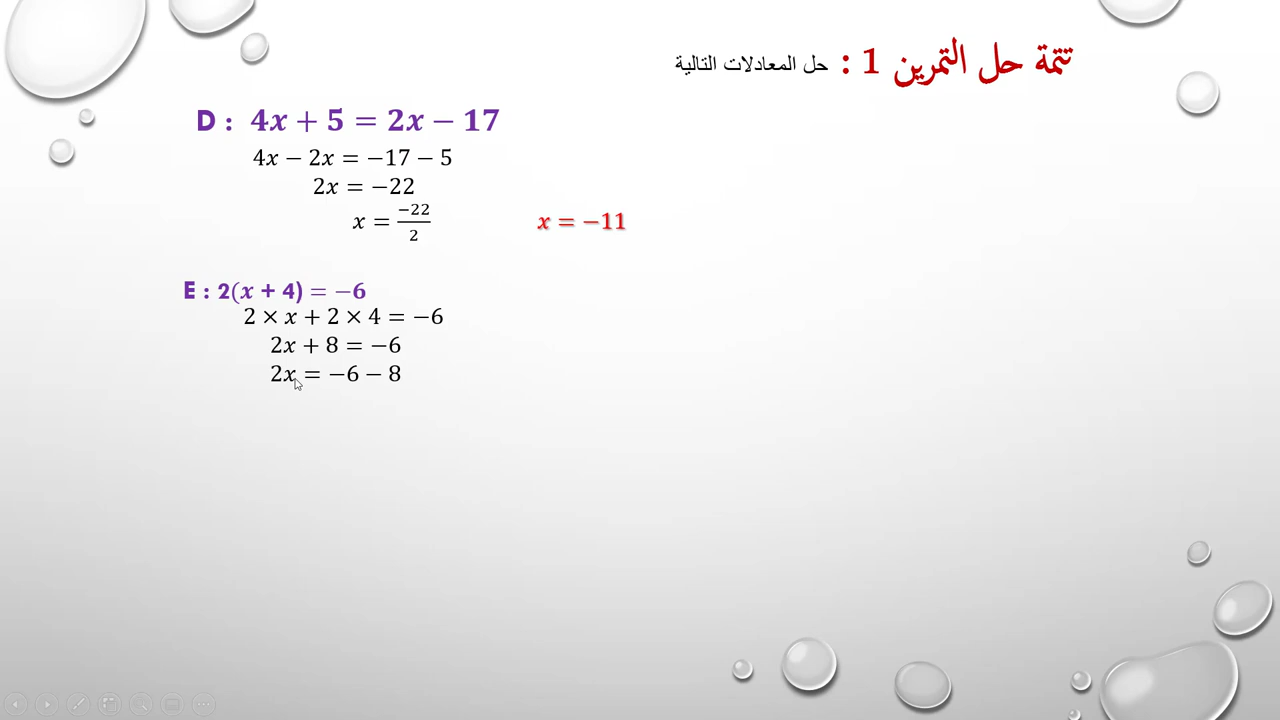 تتمة حل التمرين 1 : حل المعادلات التالية
D : 4x + 5 = 2x − 17
4x − 2x = −17 − 5
2x = −22
x = −22/2 x = −11
E : 2(x + 4) = −6
2 × x + 2 × 4 = −6
2x + 8 = −6
2x = −6 − 8